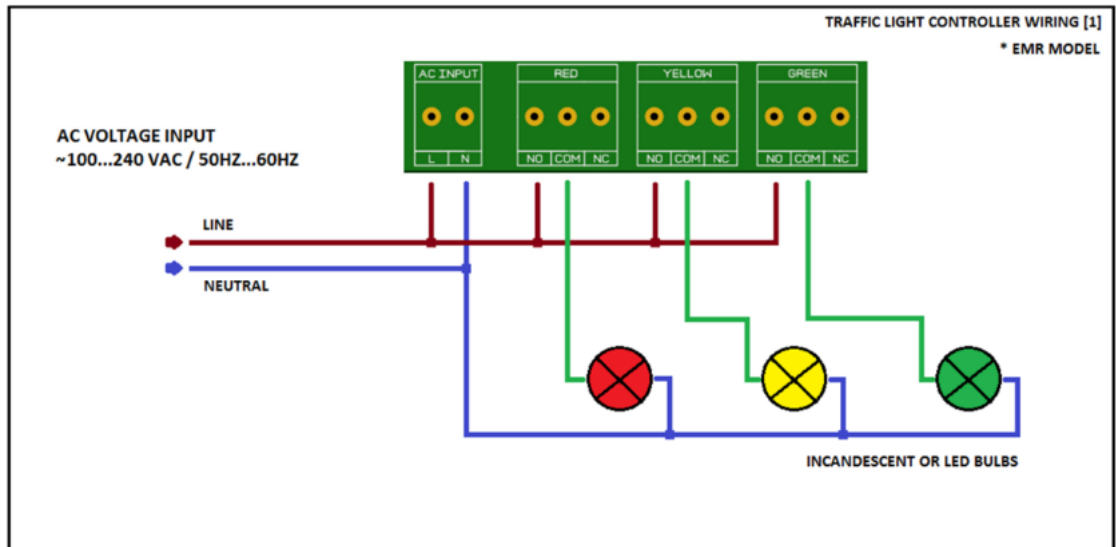 TRAFFIC LIGHT CONTROLLER WIRING [1]
* EMR MODEL
AC INPUT
RED
YELLOW
GREEN
L N
NO COM NC
NO COM NC
NO COM NC
AC VOLTAGE INPUT
~100...240 VAC / 50HZ...60HZ
LINE
NEUTRAL
INCANDESCENT OR LED BULBS